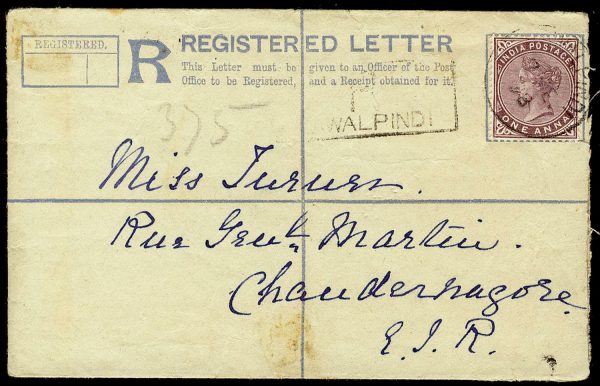 REGISTERED.
R
REGISTERED LETTER
This Letter must be given to an Officer of the Post
Office to be Registered, and a Receipt obtained for it.
INDIA POSTAGE
ONE ANNA
375
WALPINDI
Miss Turner.
Rue Genl. Martin.
Chandernagore.
E. I. R.